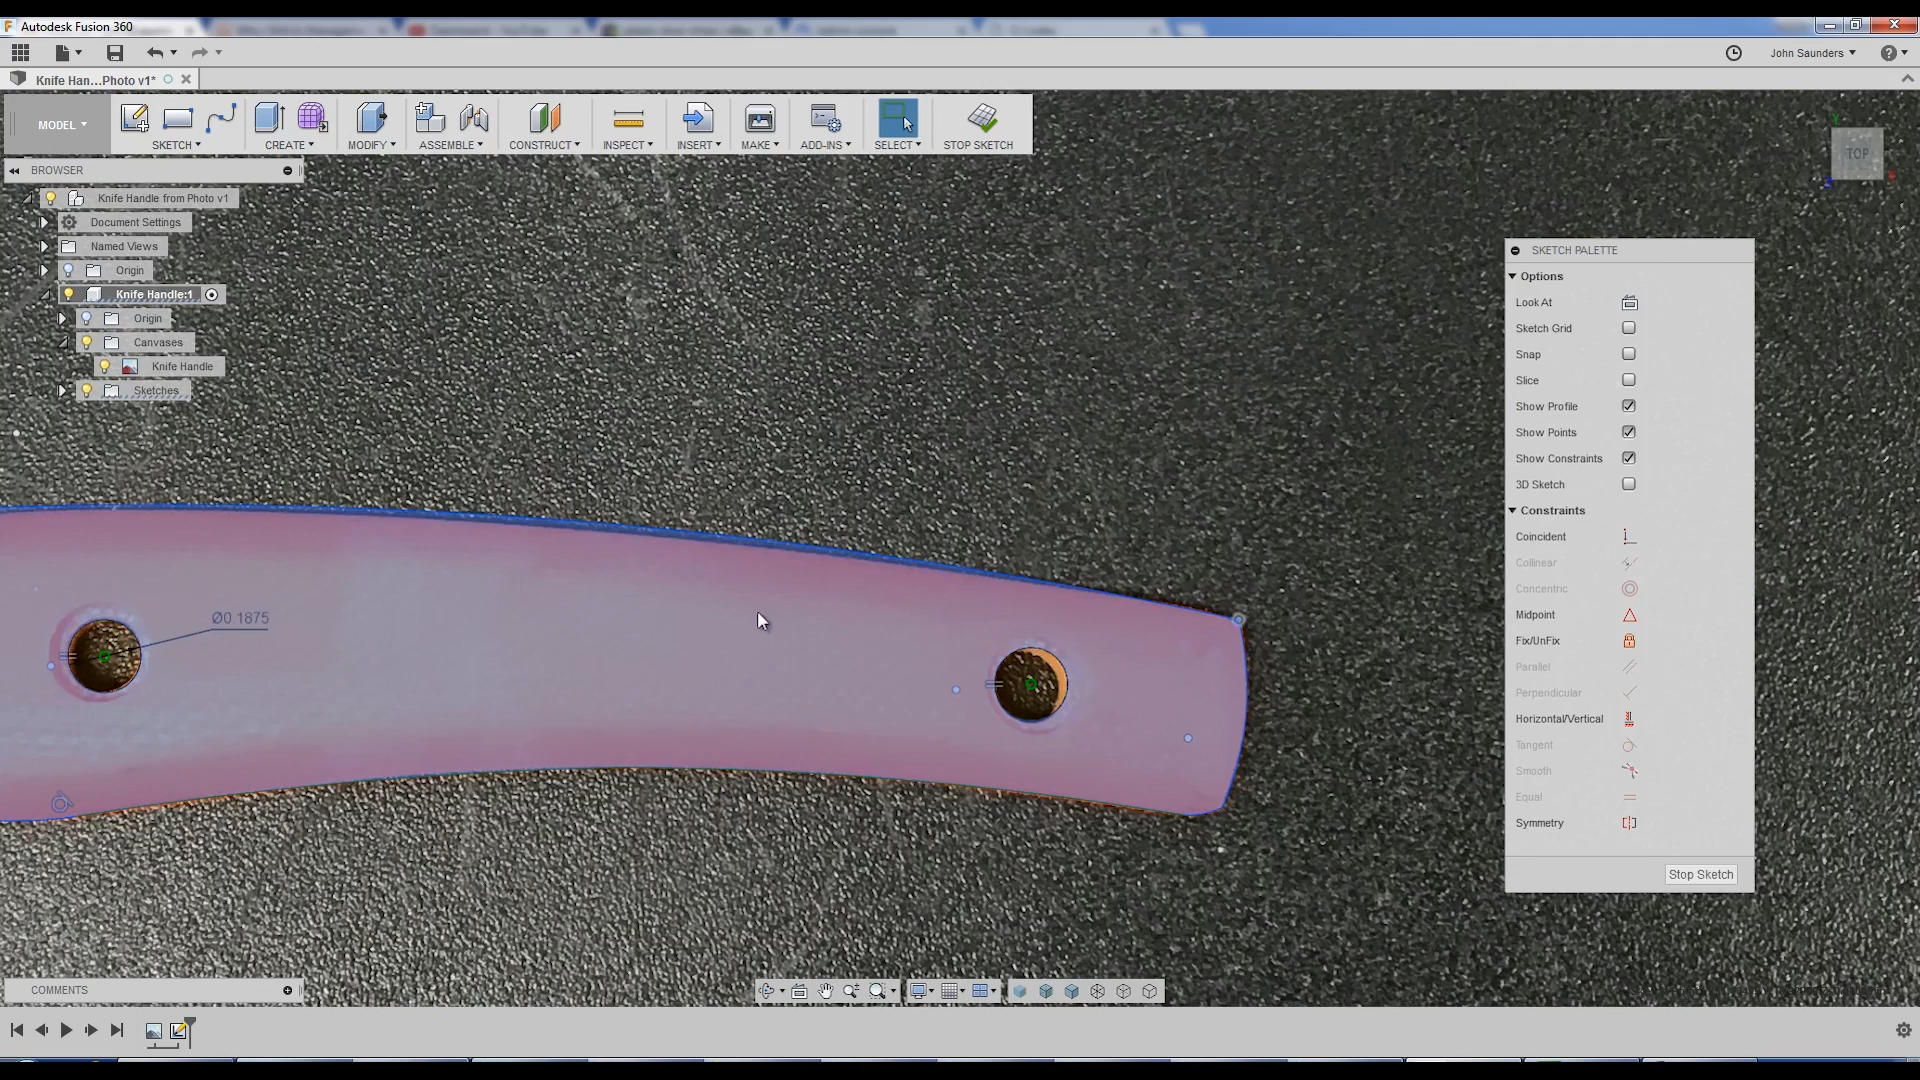 Autodesk Fusion 360
John Saunders
Knife Han...Photo v1*
MODEL
SKETCH
CREATE
MODIFY
ASSEMBLE
CONSTRUCT
INSPECT
INSERT
MAKE
ADD-INS
SELECT
STOP SKETCH
BROWSER
Knife Handle from Photo v1
Document Settings
Named Views
Origin
Knife Handle:1
Origin
Canvases
Knife Handle
Sketches
TOP
SKETCH PALETTE
Options
Look At
Sketch Grid
Snap
Slice
Show Profile
Show Points
Show Constraints
3D Sketch
Constraints
Coincident
Collinear
Concentric
Midpoint
Fix/UnFix
Parallel
Perpendicular
Horizontal/Vertical
Tangent
Smooth
Equal
Symmetry
Stop Sketch
Ø0.1875
COMMENTS